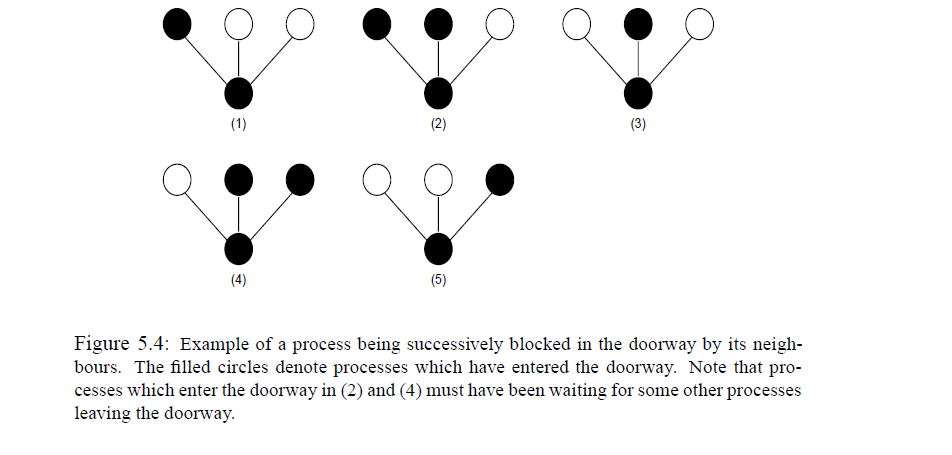 (1) (2) (3)
(4) (5)
Figure 5.4: Example of a process being successively blocked in the doorway by its neigh-
bours. The filled circles denote processes which have entered the doorway. Note that pro-
cesses which enter the doorway in (2) and (4) must have been waiting for some other processes
leaving the doorway.